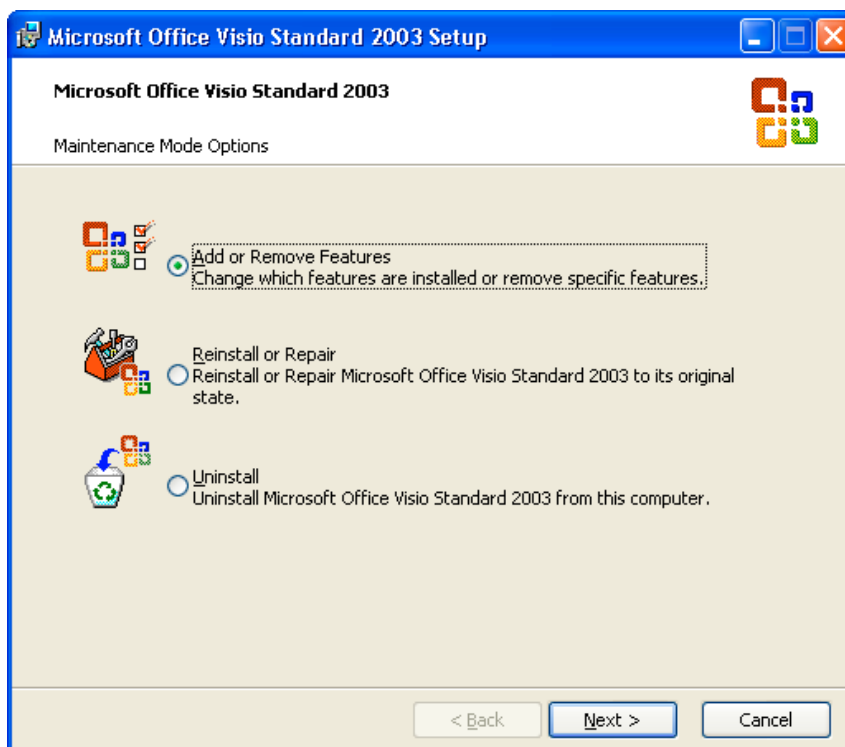 Microsoft Office Visio Standard 2003 Setup
Microsoft Office Visio Standard 2003
Maintenance Mode Options
Add or Remove Features
Change which features are installed or remove specific features.
Reinstall or Repair
Reinstall or Repair Microsoft Office Visio Standard 2003 to its original
state.
Uninstall
Uninstall Microsoft Office Visio Standard 2003 from this computer.
< Back
Next >
Cancel